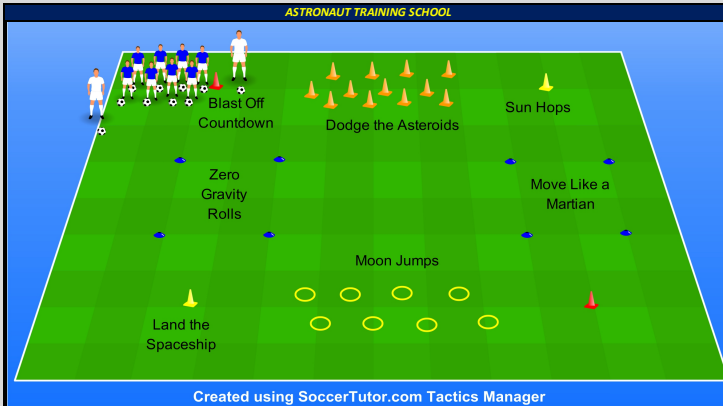 ASTRONAUT TRAINING SCHOOL
Blast Off
Countdown
Dodge the Asteroids
Sun Hops
Zero
Gravity
Rolls
Move Like a
Martian
Moon Jumps
Land the
Spaceship
Created using SoccerTutor.com Tactics Manager